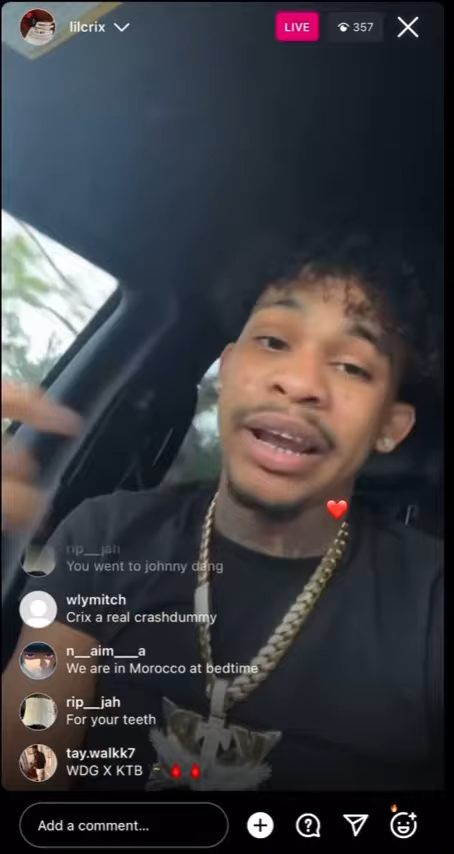 lilcrix
LIVE
357
rip__jah
You went to johnny dang
wlymitch
Crix a real crashdummy
n__aim___a
We are in Morocco at bedtime
rip__jah
For your teeth
tay.walkk7
WDG X KTB
Add a comment...